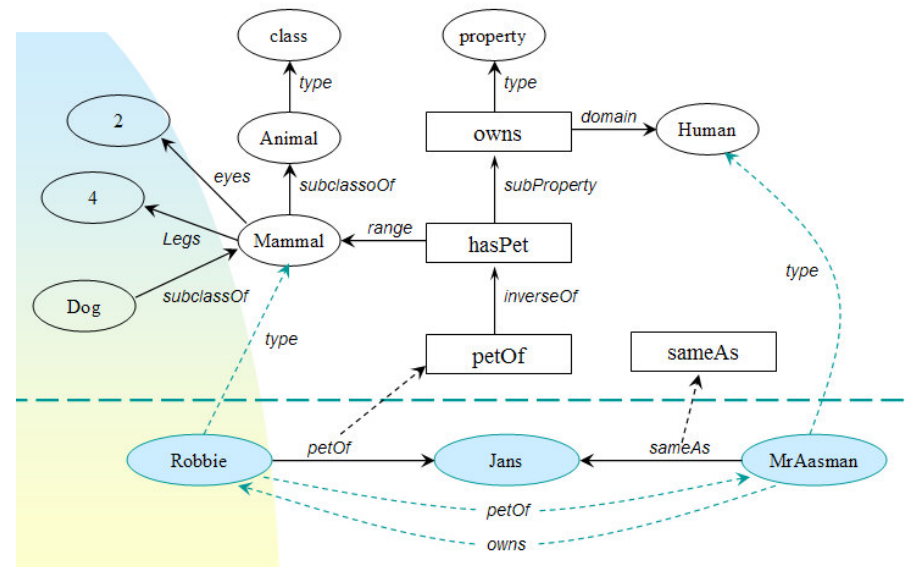 class
property
type
type
2
Animal
owns
domain
Human
eyes
subclassoOf
subProperty
4
Legs
Mammal
range
hasPet
type
subclassOf
inverseOf
Dog
type
petOf
sameAs
Robbie
petOf
Jans
sameAs
MrAasman
petOf
owns